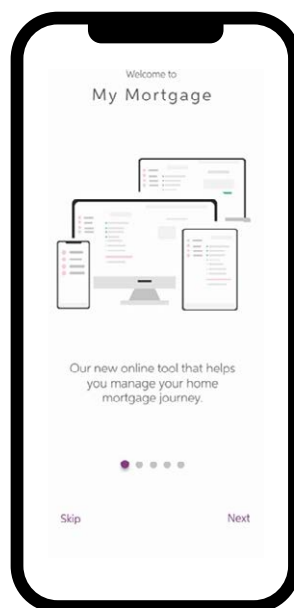 Welcome to
My Mortgage
Our new online tool that helps
you manage your home
mortgage journey.
Skip
Next